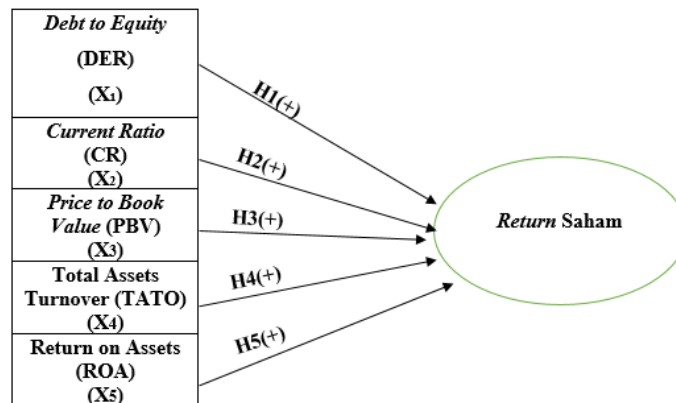 Debt to Equity
(DER)
(X₁)
Current Ratio
(CR)
(X₂)
Price to Book
Value (PBV)
(X₃)
Total Assets
Turnover (TATO)
(X₄)
Return on Assets
(ROA)
(X₅)
H1(+)
H2(+)
H3(+)
H4(+)
H5(+)
Return Saham